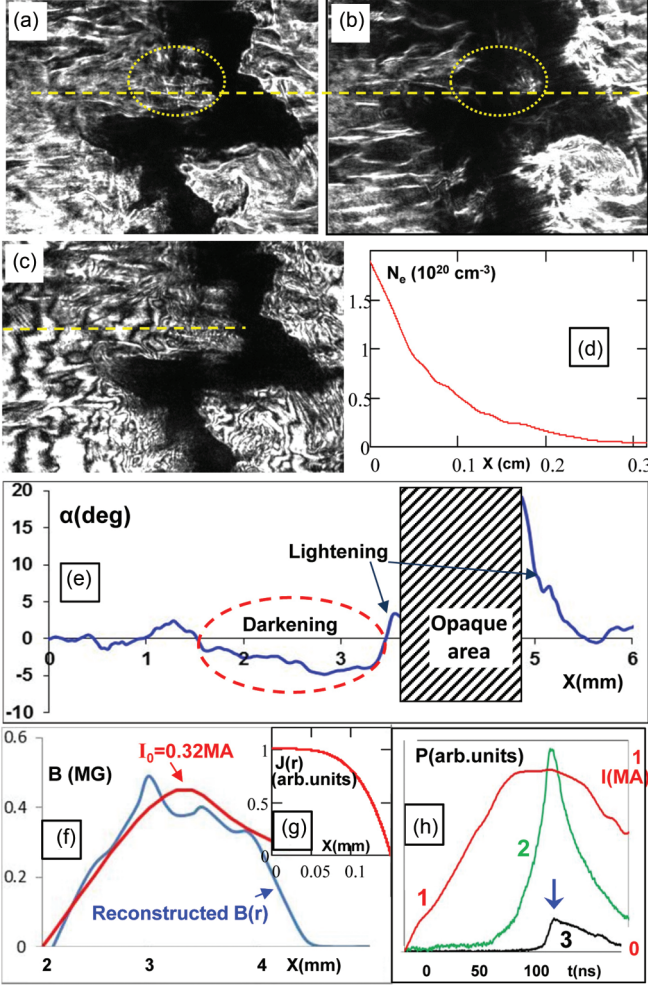 (a)
(b)
(c)
Nₑ (10²⁰ cm⁻³)
1.5
1
0.5
0
(d)
0 0.1 0.2 0.3
X (cm)
20
15
10
5
0
-5
-10
α(deg)
(e)
Lightening
Darkening
Opaque
area
0 1 2 3 5 6
X(mm)
0.6
0.4
0.2
0
B (MG)
I₀=0.32MA
(f)
Reconstructed B(r)
2 3 4 X(mm)
1
0.5
0
J(r)
(arb.units)
(g)
X(mm)
0 0.05 0.1
P(arb.units)
1
I(MA)
(h)
1
2
3
0
0 50 100 t(ns)